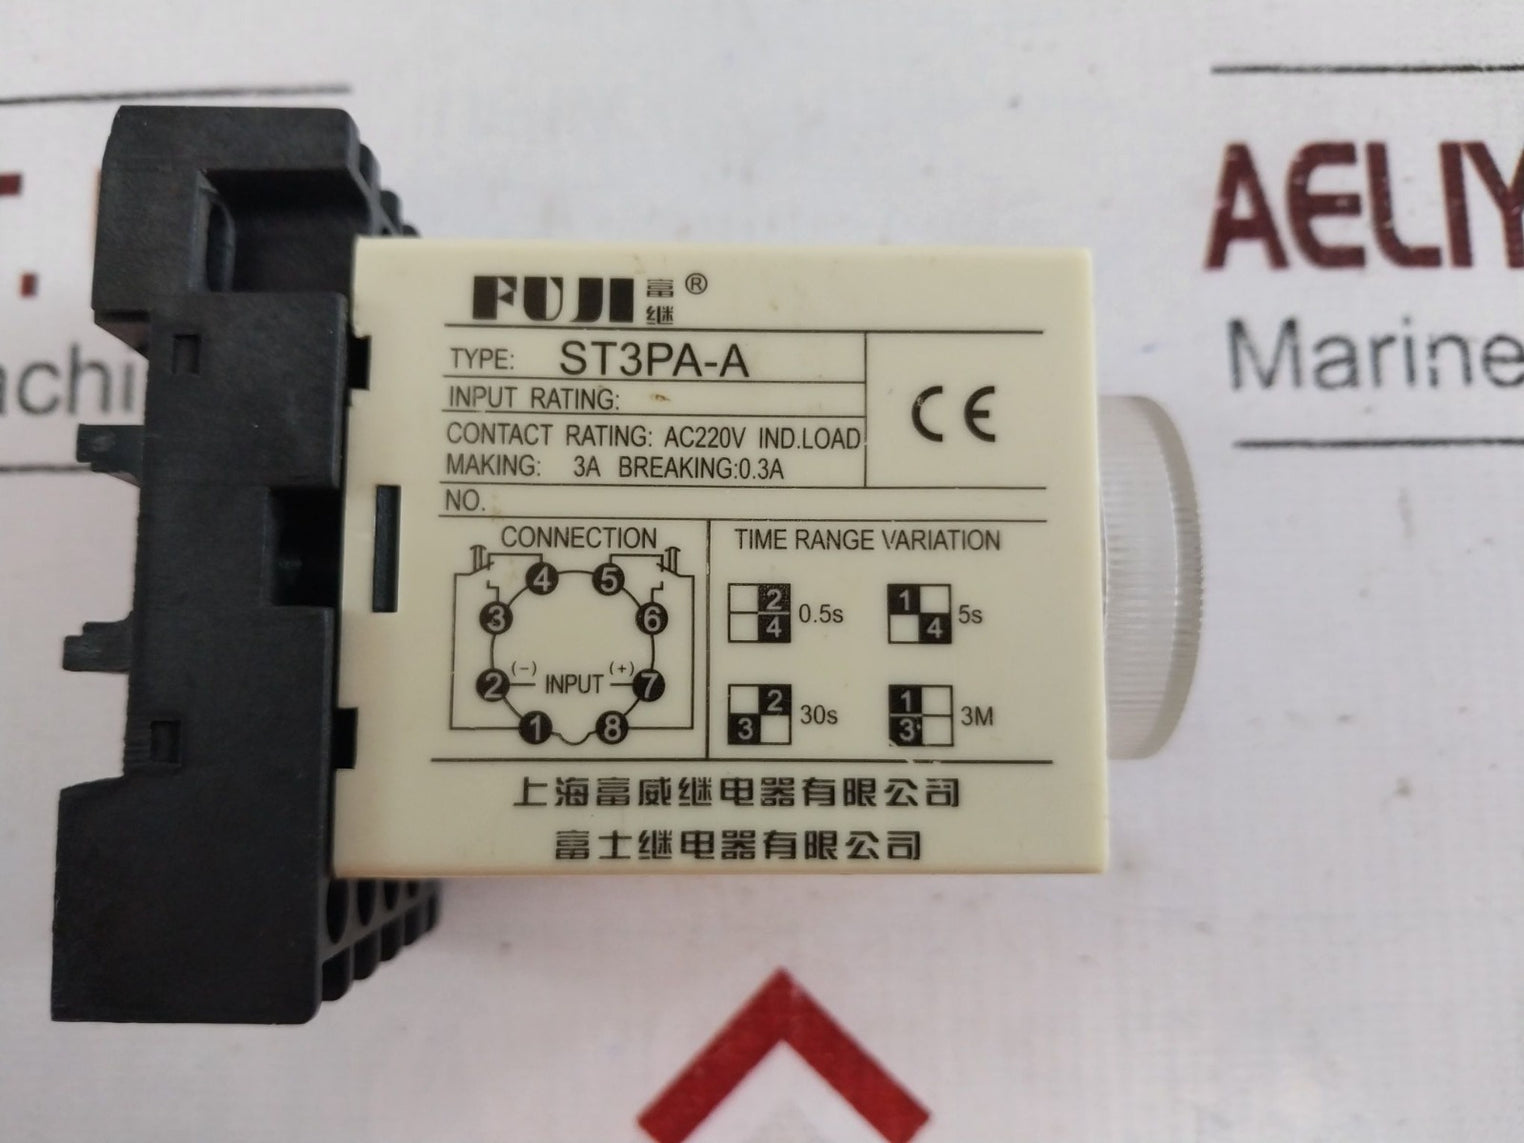 FUJI 富继 ®
TYPE: ST3PA-A
INPUT RATING:
CONTACT RATING: AC220V IND.LOAD
MAKING: 3A BREAKING:0.3A
CE
NO.
CONNECTION
4 5
3 6
(-) (+)
2 INPUT 7
1 8
TIME RANGE VARIATION
2 4 0.5s
1 4 5s
2 3 30s
1 3 3M
上海富威继电器有限公司
富士继电器有限公司
AELIY
Marine
T.
achi